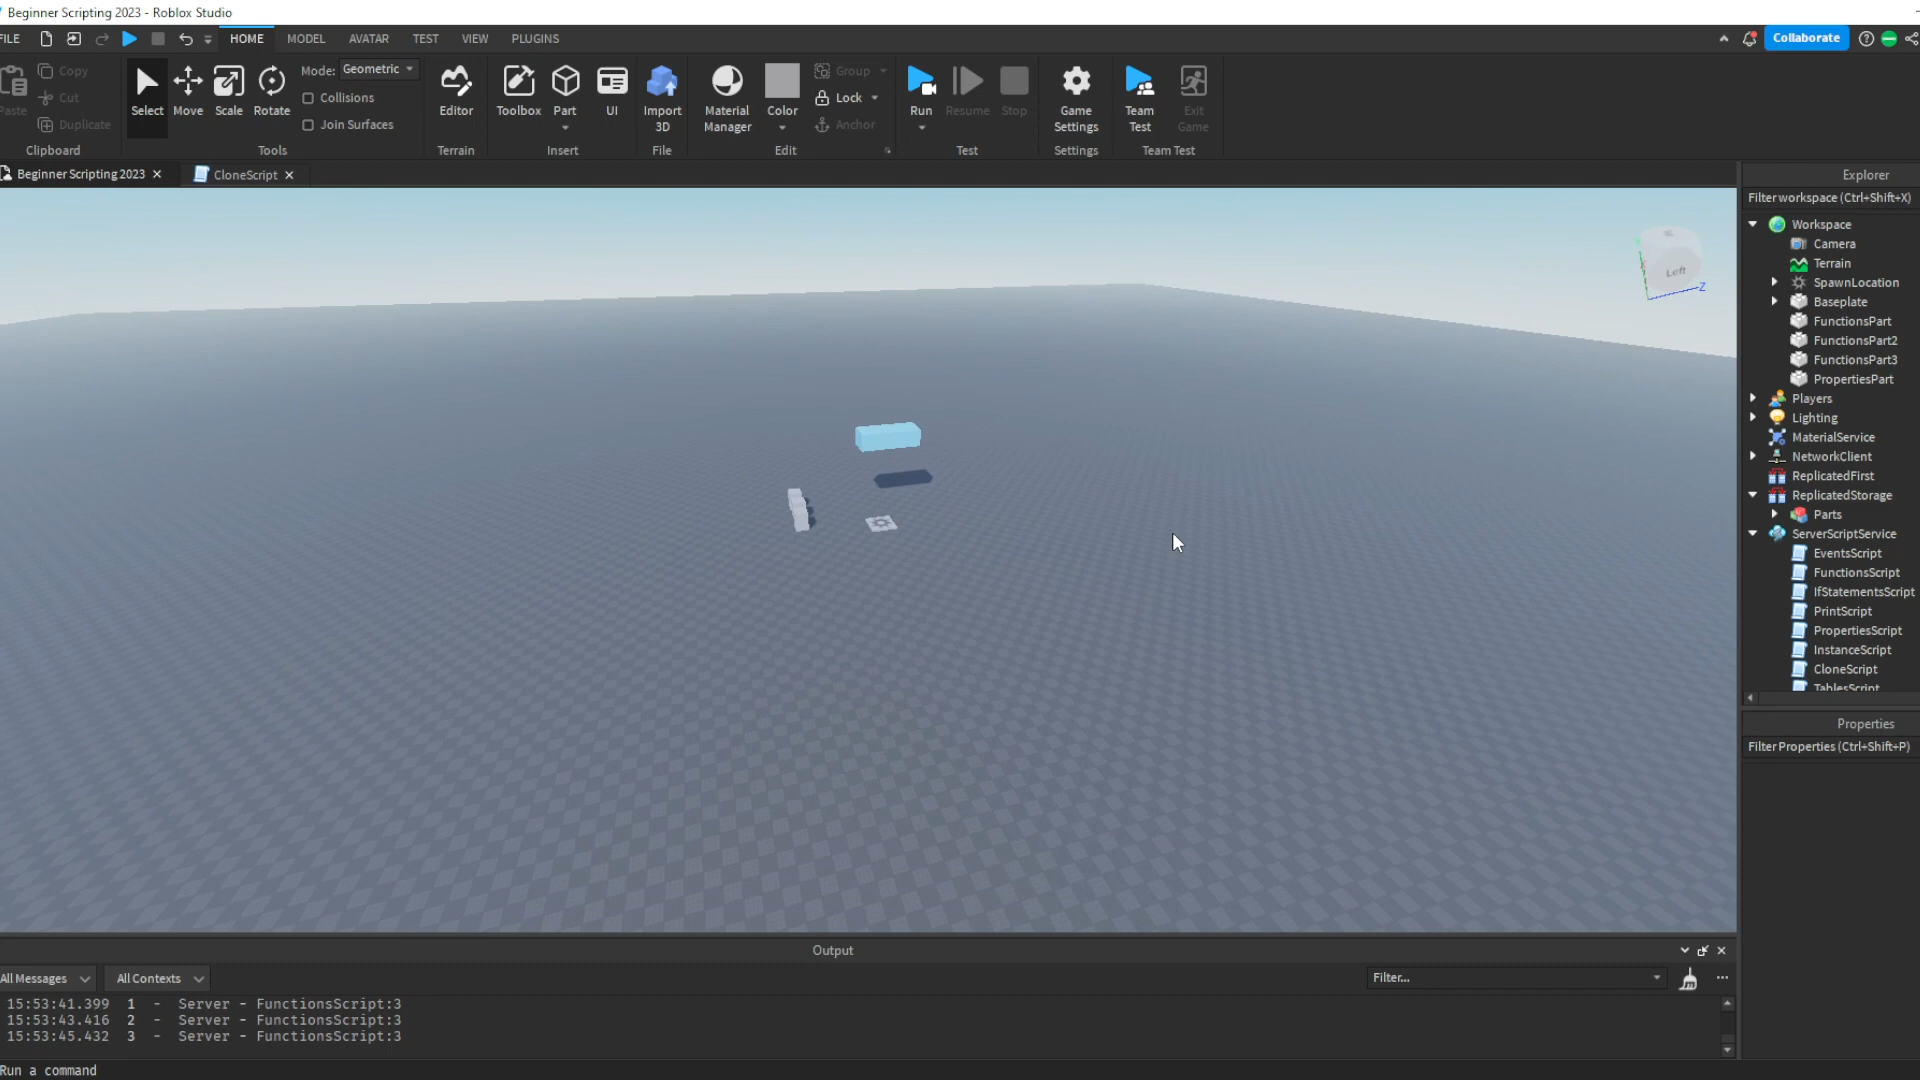 Beginner Scripting 2023 - Roblox Studio
FILE HOME MODEL AVATAR TEST VIEW PLUGINS Collaborate
Paste Copy Cut Duplicate Clipboard
Select Move Scale Rotate
Mode: Geometric
Collisions
Join Surfaces
Tools
Editor
Terrain
Toolbox Part UI
Insert
Import 3D
File
Material Manager Color
Group
Lock
Anchor
Edit
Run Resume Stop
Test
Game Settings
Settings
Team Test Exit Game
Team Test
Beginner Scripting 2023 CloneScript
Left
Z
Explorer
Filter workspace (Ctrl+Shift+X)
Workspace
Camera
Terrain
SpawnLocation
Baseplate
FunctionsPart
FunctionsPart2
FunctionsPart3
PropertiesPart
Players
Lighting
MaterialService
NetworkClient
ReplicatedFirst
ReplicatedStorage
Parts
ServerScriptService
EventsScript
FunctionsScript
IfStatementsScript
PrintScript
PropertiesScript
InstanceScript
CloneScript
TablesScript
Properties
Filter Properties (Ctrl+Shift+P)
Output
All Messages All Contexts Filter...
15:53:41.399 1 - Server - FunctionsScript:3
15:53:43.416 2 - Server - FunctionsScript:3
15:53:45.432 3 - Server - FunctionsScript:3
Run a command